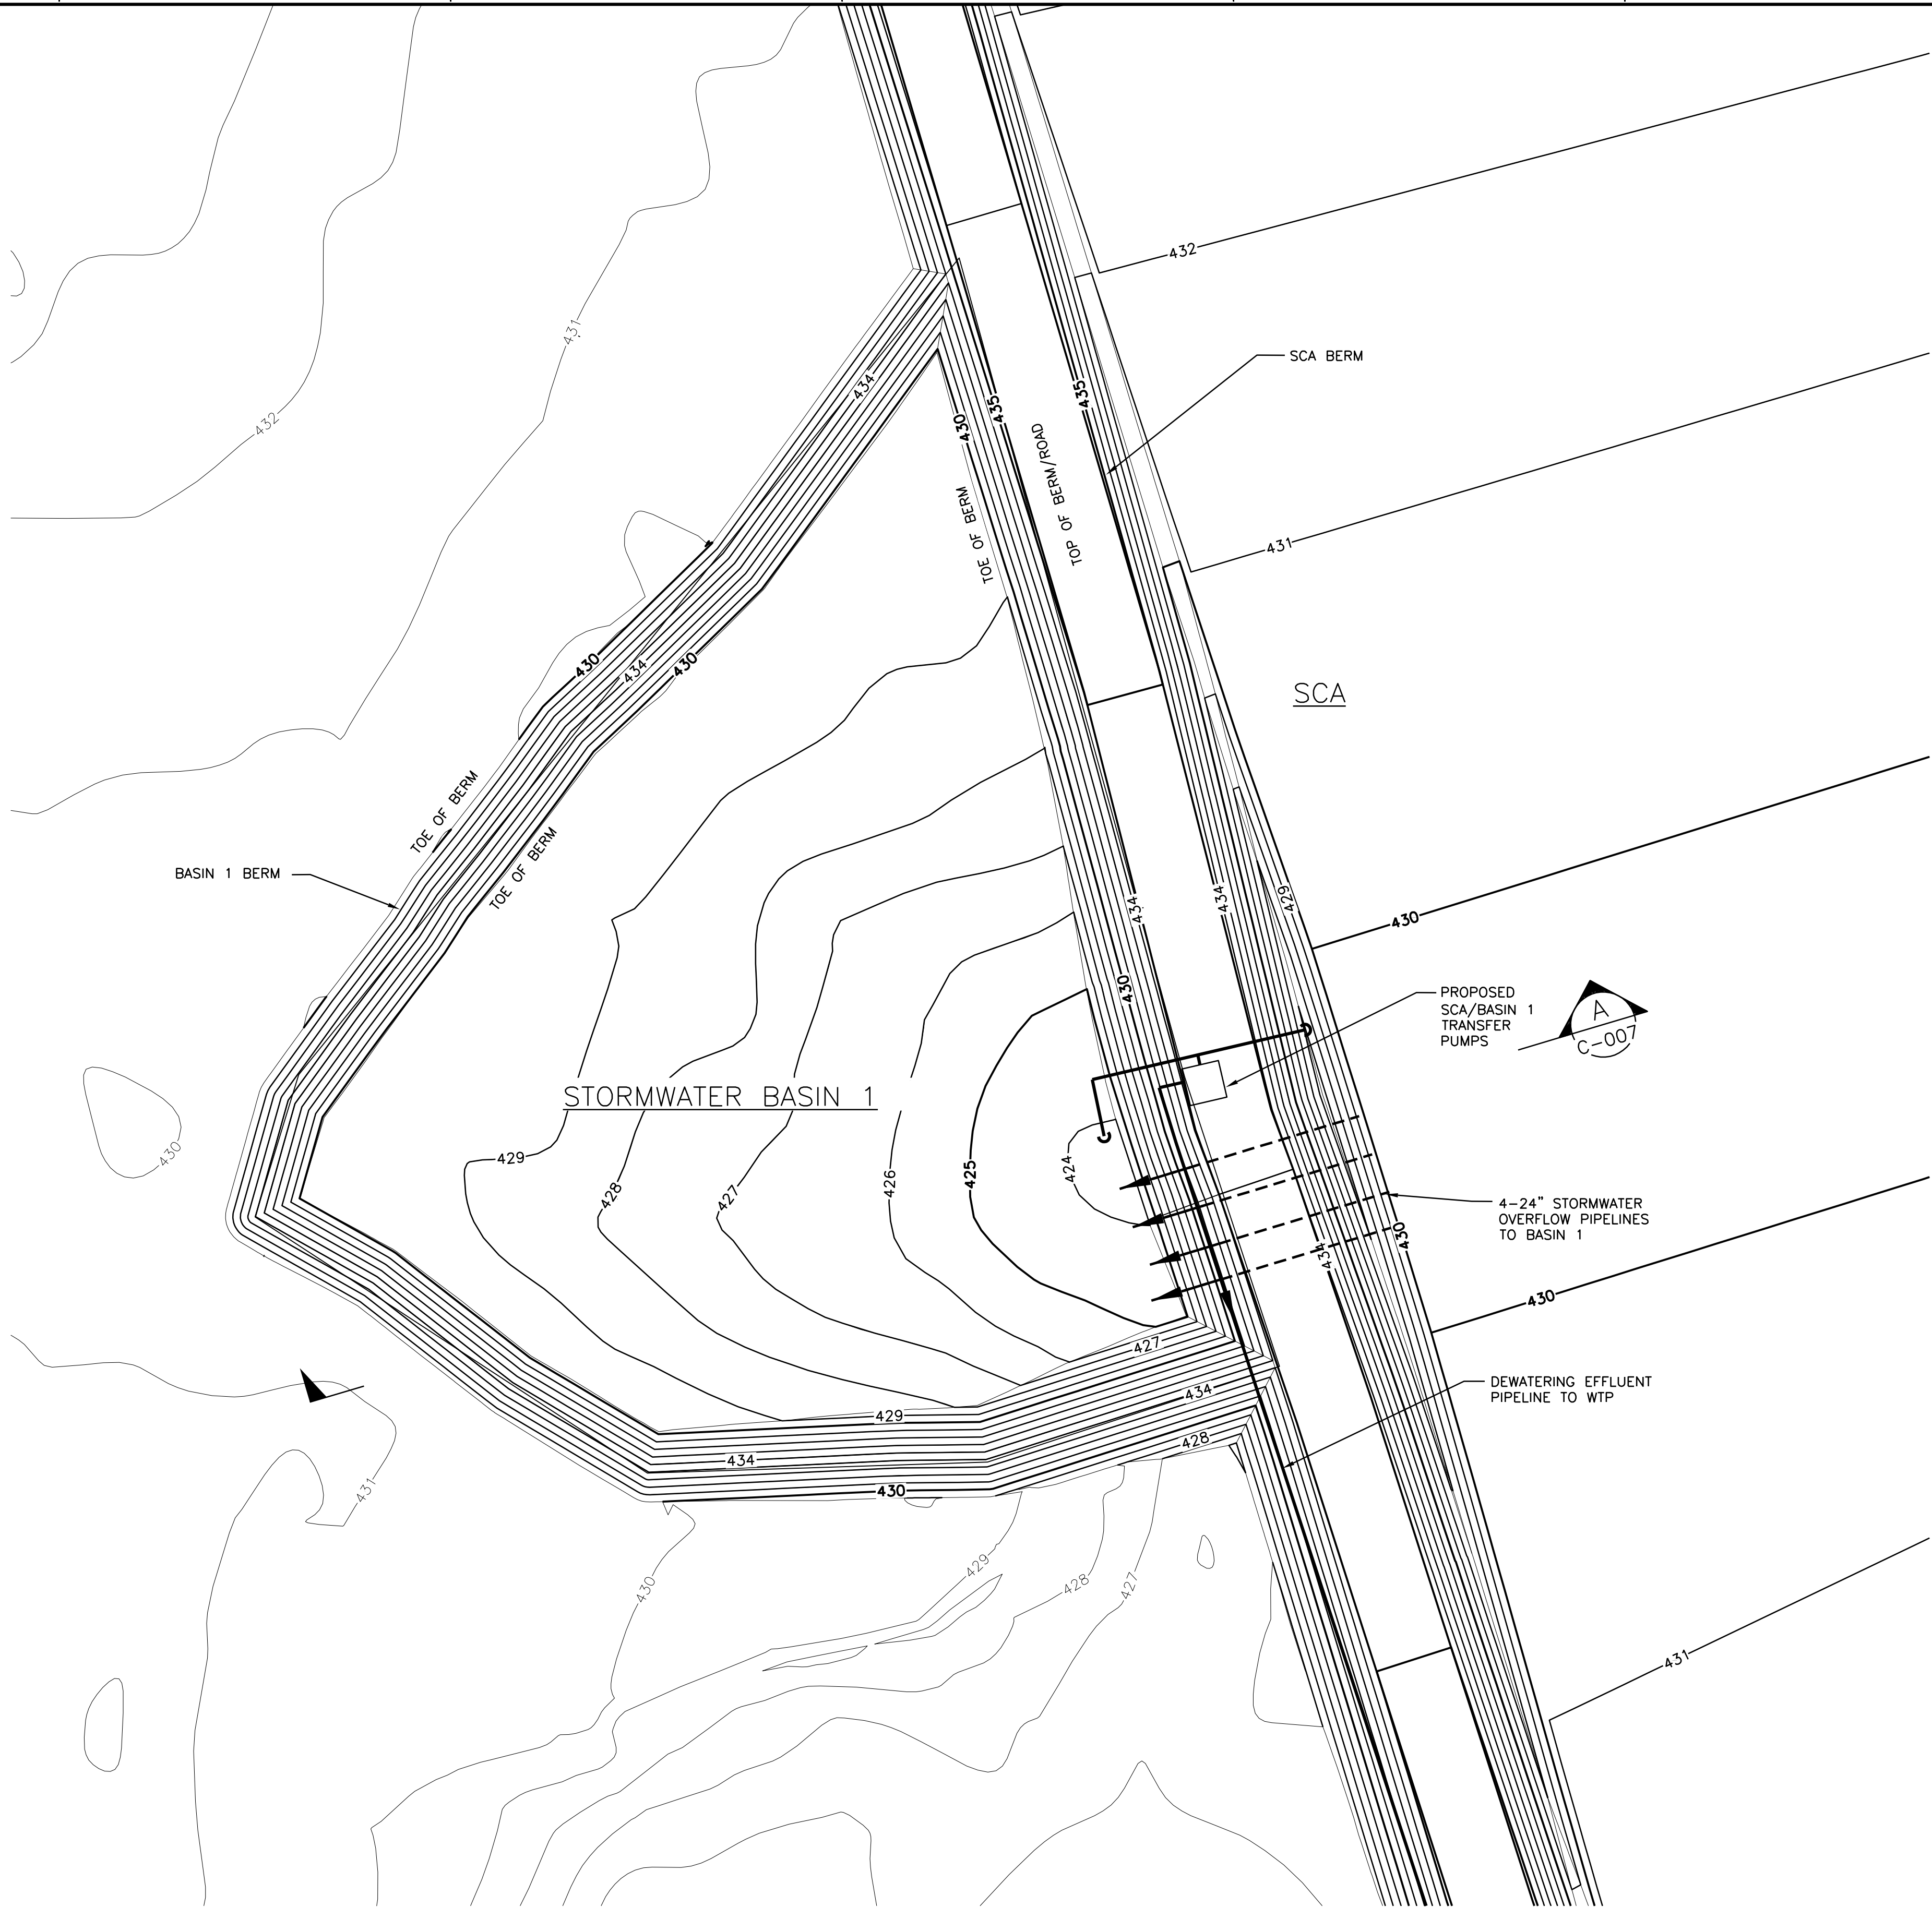 432
SCA BERM
431
432
434
430
435
435
TOP OF BERM/ROAD
TOE OF BERM
431
430
434
430
SCA
TOE OF BERM
TOE OF BERM
BASIN 1 BERM
434
434
429
430
430
PROPOSED
SCA/BASIN 1
TRANSFER
PUMPS
A
C-007
STORMWATER BASIN 1
430
429
428
427
426
425
424
4-24" STORMWATER
OVERFLOW PIPELINES
TO BASIN 1
430
434
430
427
DEWATERING EFFLUENT
PIPELINE TO WTP
434
429
428
434
430
431
429
428
427
430
431